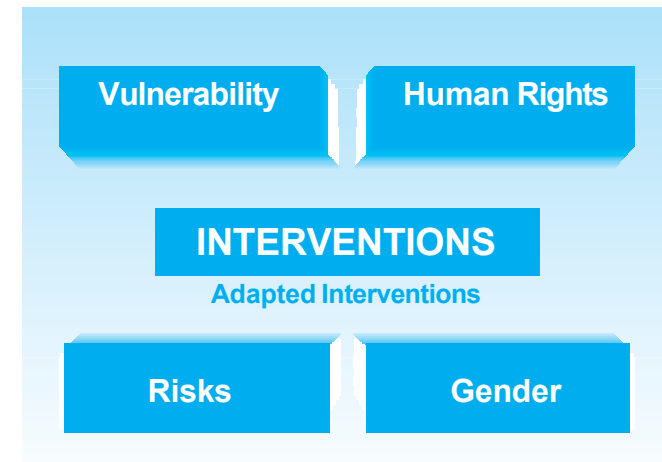 Vulnerability
Human Rights
INTERVENTIONS
Adapted Interventions
Risks
Gender